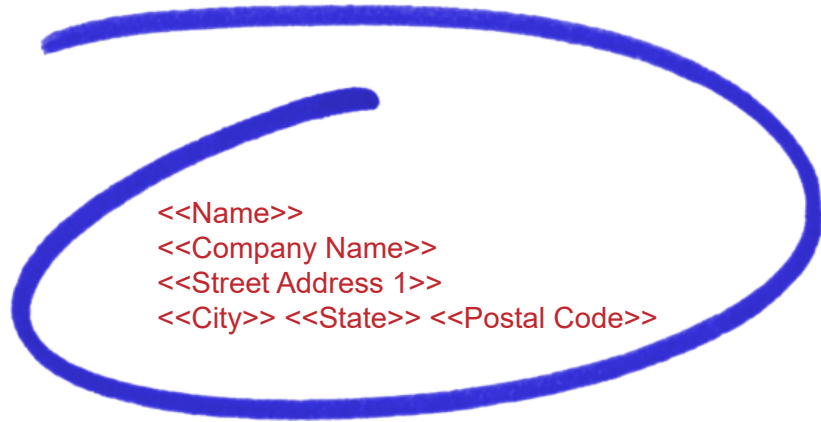 <<Name>>
<<Company Name>>
<<Street Address 1>>
<<City>> <<State>> <<Postal Code>>